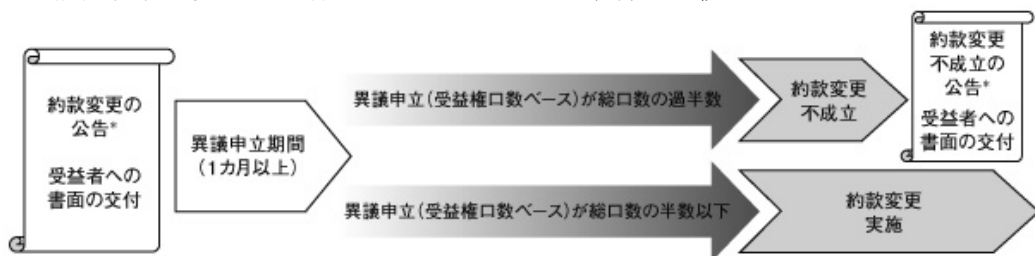 約款変更の
公告*
受益者への
書面の交付
異議申立期間
(1カ月以上)
異議申立(受益権口数ベース)が総口数の過半数
約款変更
不成立
約款変更
不成立の
公告*
受益者への
書面の交付
異議申立(受益権口数ベース)が総口数の半数以下
約款変更
実施